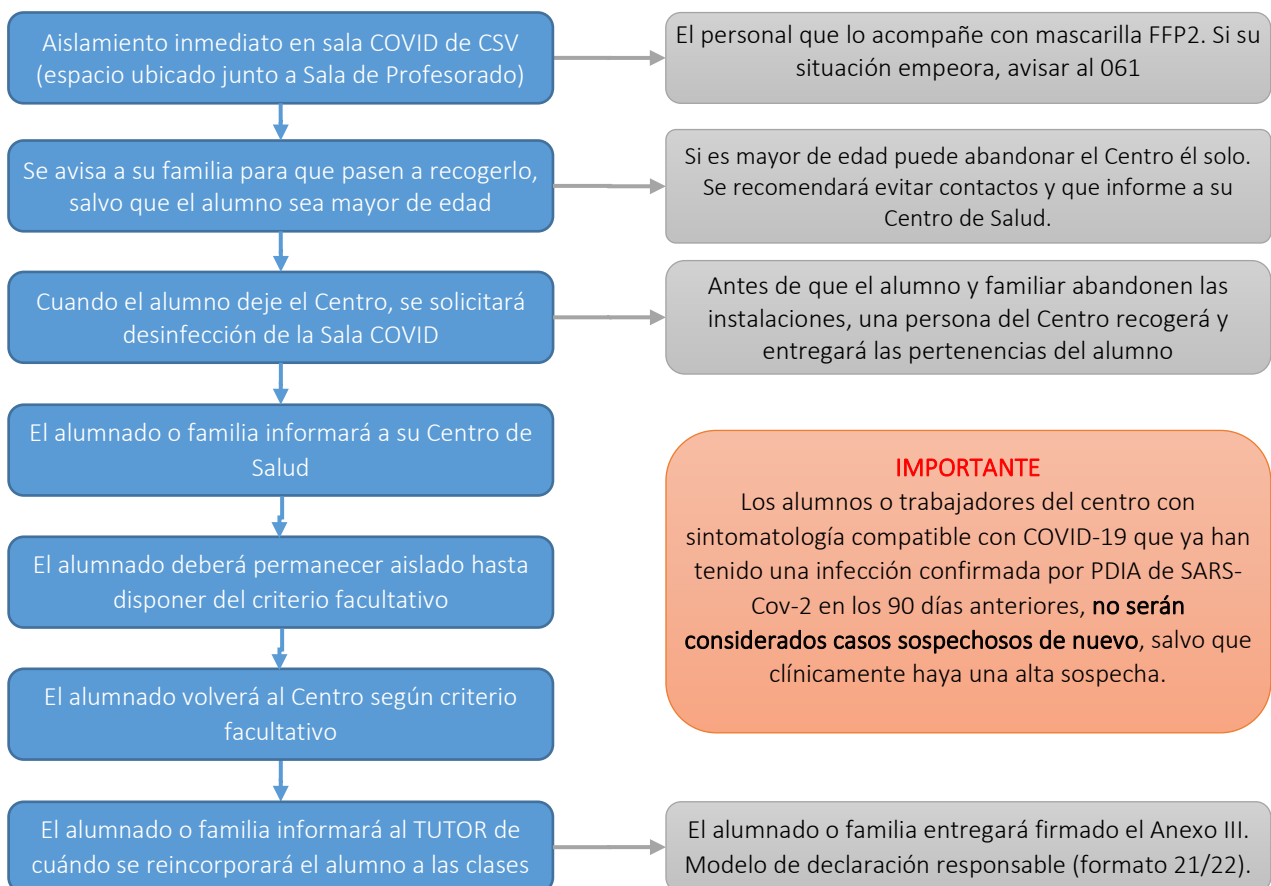 Aislamiento inmediato en sala COVID de CSV
(espacio ubicado junto a Sala de Profesorado)
El personal que lo acompañe con mascarilla FFP2. Si su
situación empeora, avisar al 061
Se avisa a su familia para que pasen a recogerlo,
salvo que el alumno sea mayor de edad
Si es mayor de edad puede abandonar el Centro él solo.
Se recomendará evitar contactos y que informe a su
Centro de Salud.
Cuando el alumno deje el Centro, se solicitará
desinfección de la Sala COVID
Antes de que el alumno y familiar abandonen las
instalaciones, una persona del Centro recogerá y
entregará las pertenencias del alumno
El alumnado o familia informará a su Centro de
Salud
El alumnado deberá permanecer aislado hasta
disponer del criterio facultativo
El alumnado volverá al Centro según criterio
facultativo
IMPORTANTE
Los alumnos o trabajadores del centro con
sintomatología compatible con COVID-19 que ya han
tenido una infección confirmada por PDIA de SARS-
Cov-2 en los 90 días anteriores, no serán
considerados casos sospechosos de nuevo, salvo que
clínicamente haya una alta sospecha.
El alumnado o familia informará al TUTOR de
cuándo se reincorporará el alumno a las clases
El alumnado o familia entregará firmado el Anexo III.
Modelo de declaración responsable (formato 21/22).